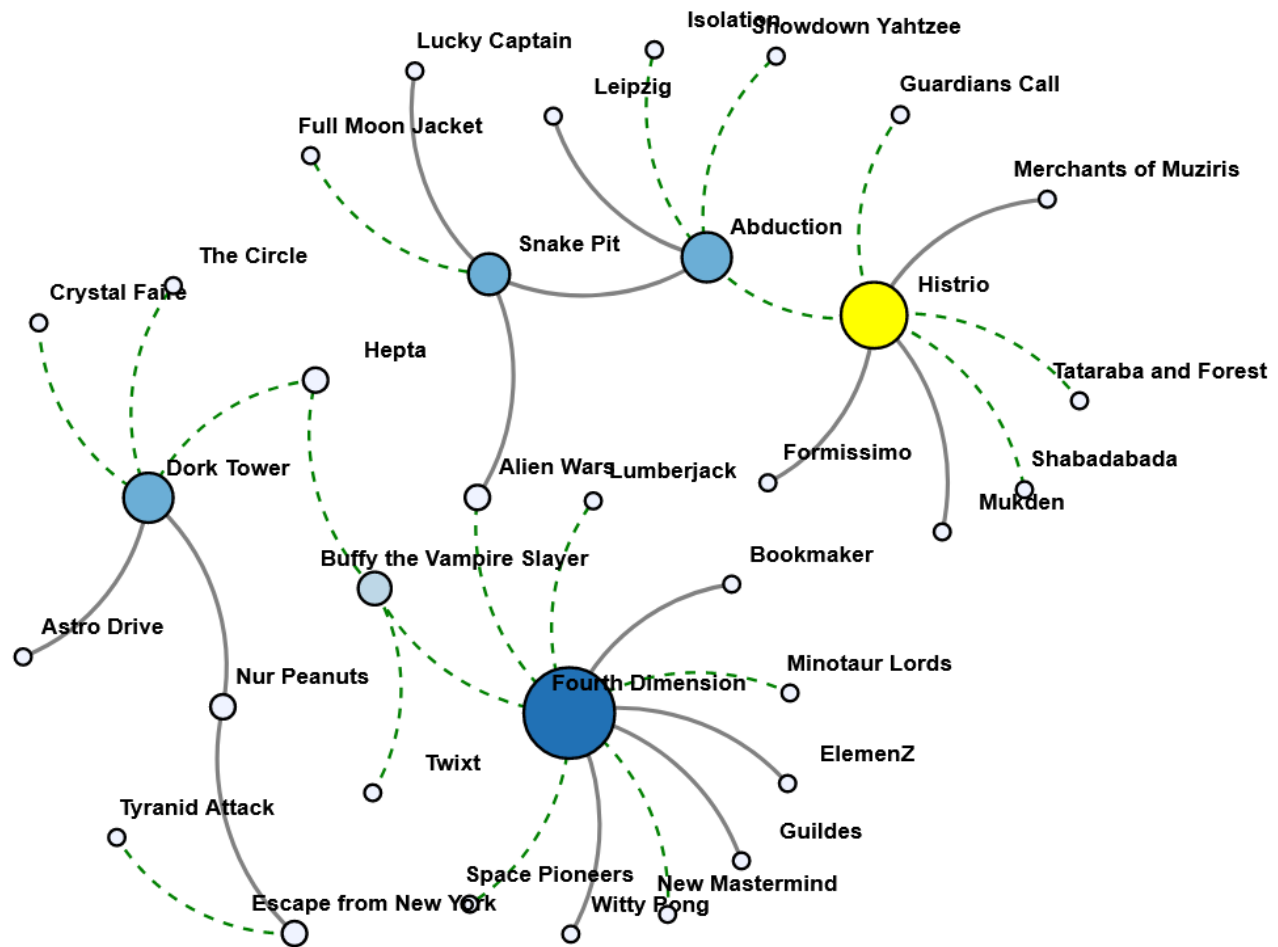 Isolation
Showdown Yahtzee
Lucky Captain
Leipzig
Guardians Call
Full Moon Jacket
Merchants of Muziris
Abduction
Snake Pit
The Circle
Histrio
Crystal Faire
Hepta
Tataraba and Forest
Formissimo
Shabadabada
Dork Tower
Alien Wars
Lumberjack
Mukden
Bookmaker
Buffy the Vampire Slayer
Astro Drive
Minotaur Lords
Nur Peanuts
Fourth Dimension
ElemenZ
Twixt
Tyranid Attack
Guildes
Space Pioneers
New Mastermind
Escape from New York
Witty Pong